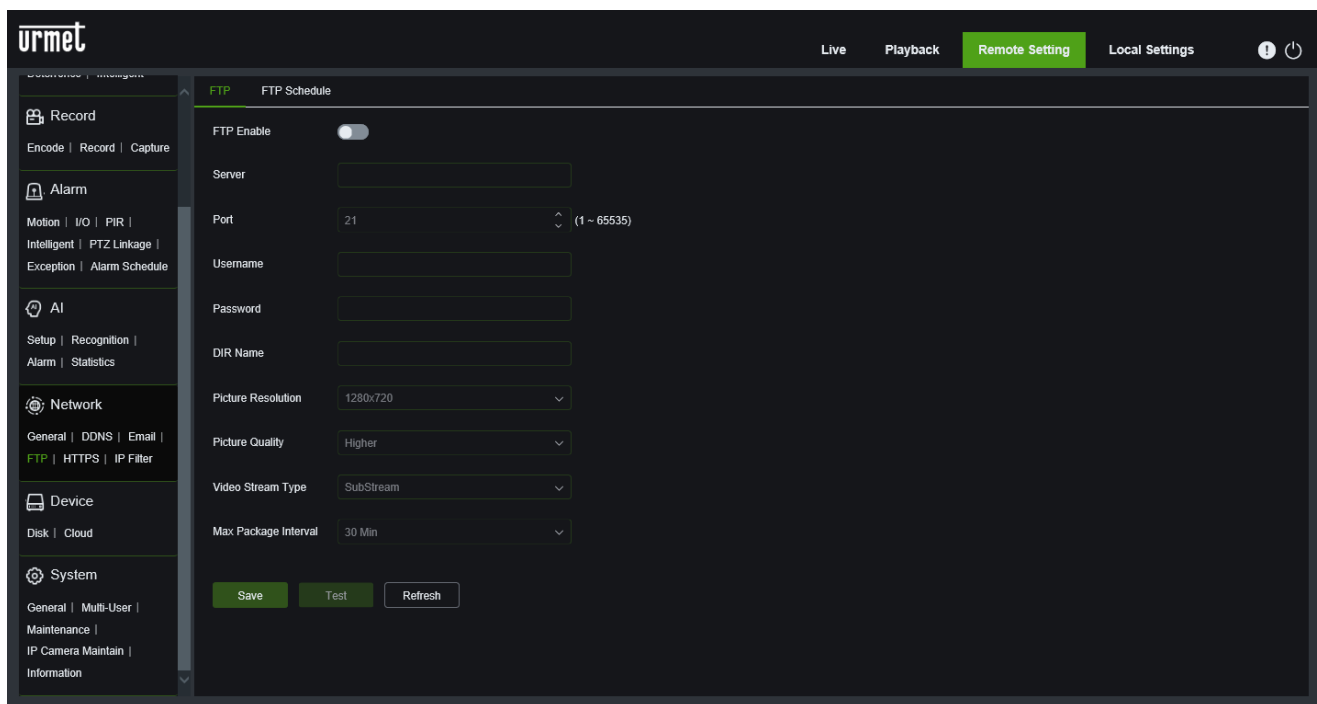 urmet
Live Playback Remote Setting Local Settings
Record
Encode | Record | Capture
Alarm
Motion | I/O | PIR |
Intelligent | PTZ Linkage |
Exception | Alarm Schedule
AI
Setup | Recognition |
Alarm | Statistics
Network
General | DDNS | Email |
FTP | HTTPS | IP Filter
Device
Disk | Cloud
System
General | Multi-User |
Maintenance |
IP Camera Maintain |
Information
FTP FTP Schedule
FTP Enable
Server
Port 21 (1 ~ 65535)
Username
Password
DIR Name
Picture Resolution 1280x720
Picture Quality Higher
Video Stream Type SubStream
Max Package Interval 30 Min
Save Test Refresh